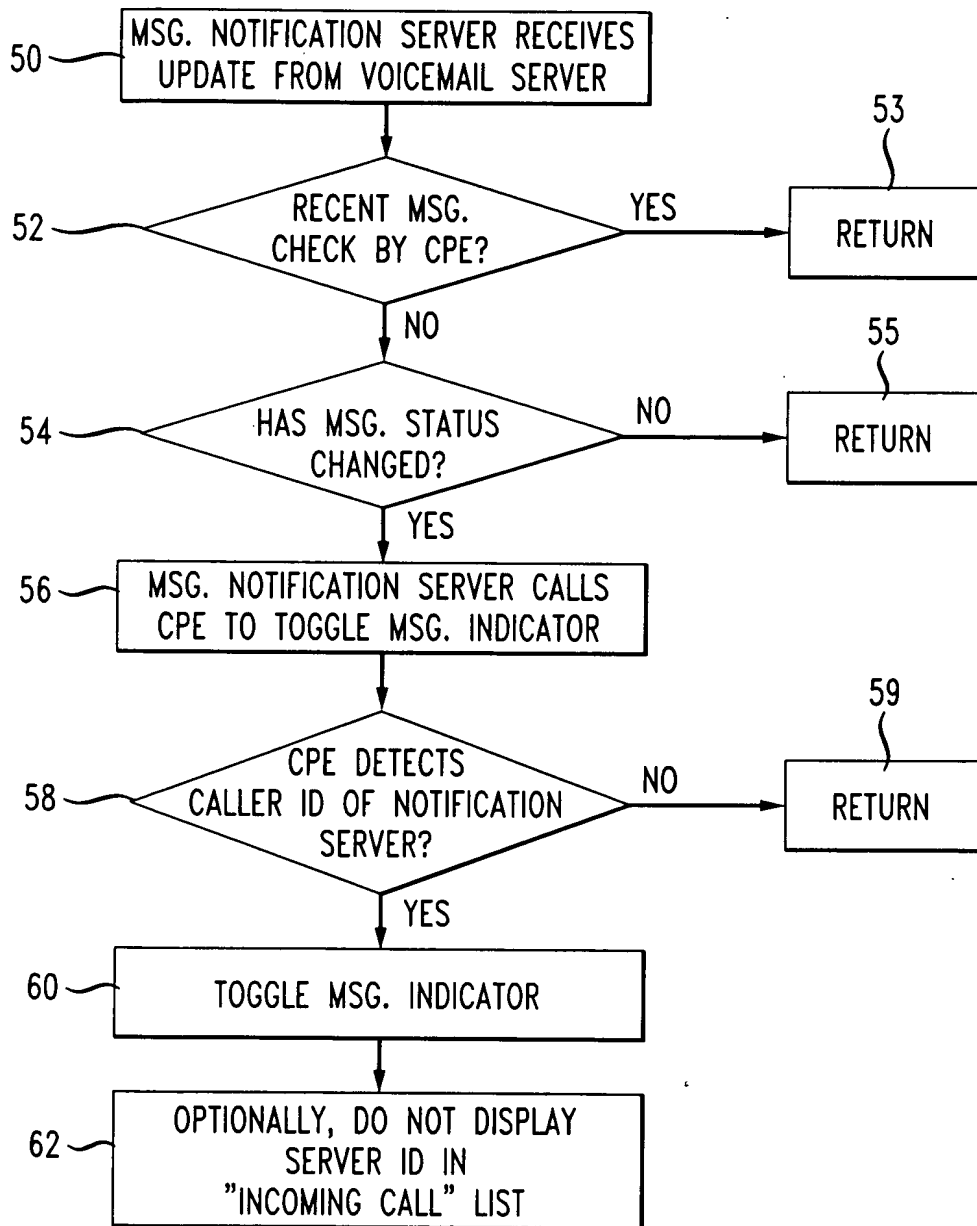 50
MSG. NOTIFICATION SERVER RECEIVES
UPDATE FROM VOICEMAIL SERVER
52
RECENT MSG.
CHECK BY CPE?
YES
53
RETURN
NO
54
HAS MSG. STATUS
CHANGED?
NO
55
RETURN
YES
56
MSG. NOTIFICATION SERVER CALLS
CPE TO TOGGLE MSG. INDICATOR
58
CPE DETECTS
CALLER ID OF NOTIFICATION
SERVER?
NO
59
RETURN
YES
60
TOGGLE MSG. INDICATOR
62
OPTIONALLY, DO NOT DISPLAY
SERVER ID IN
"INCOMING CALL" LIST